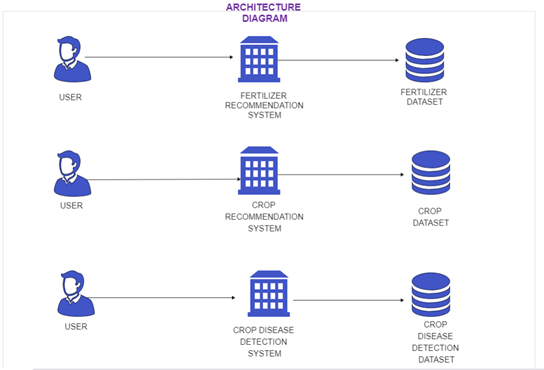 ARCHITECTURE
DIAGRAM
USER
FERTILIZER
RECOMMENDATION
SYSTEM
FERTILIZER
DATASET
USER
CROP
RECOMMENDATION
SYSTEM
CROP
DATASET
USER
CROP DISEASE
DETECTION
SYSTEM
CROP
DISEASE
DETECTION
DATASET